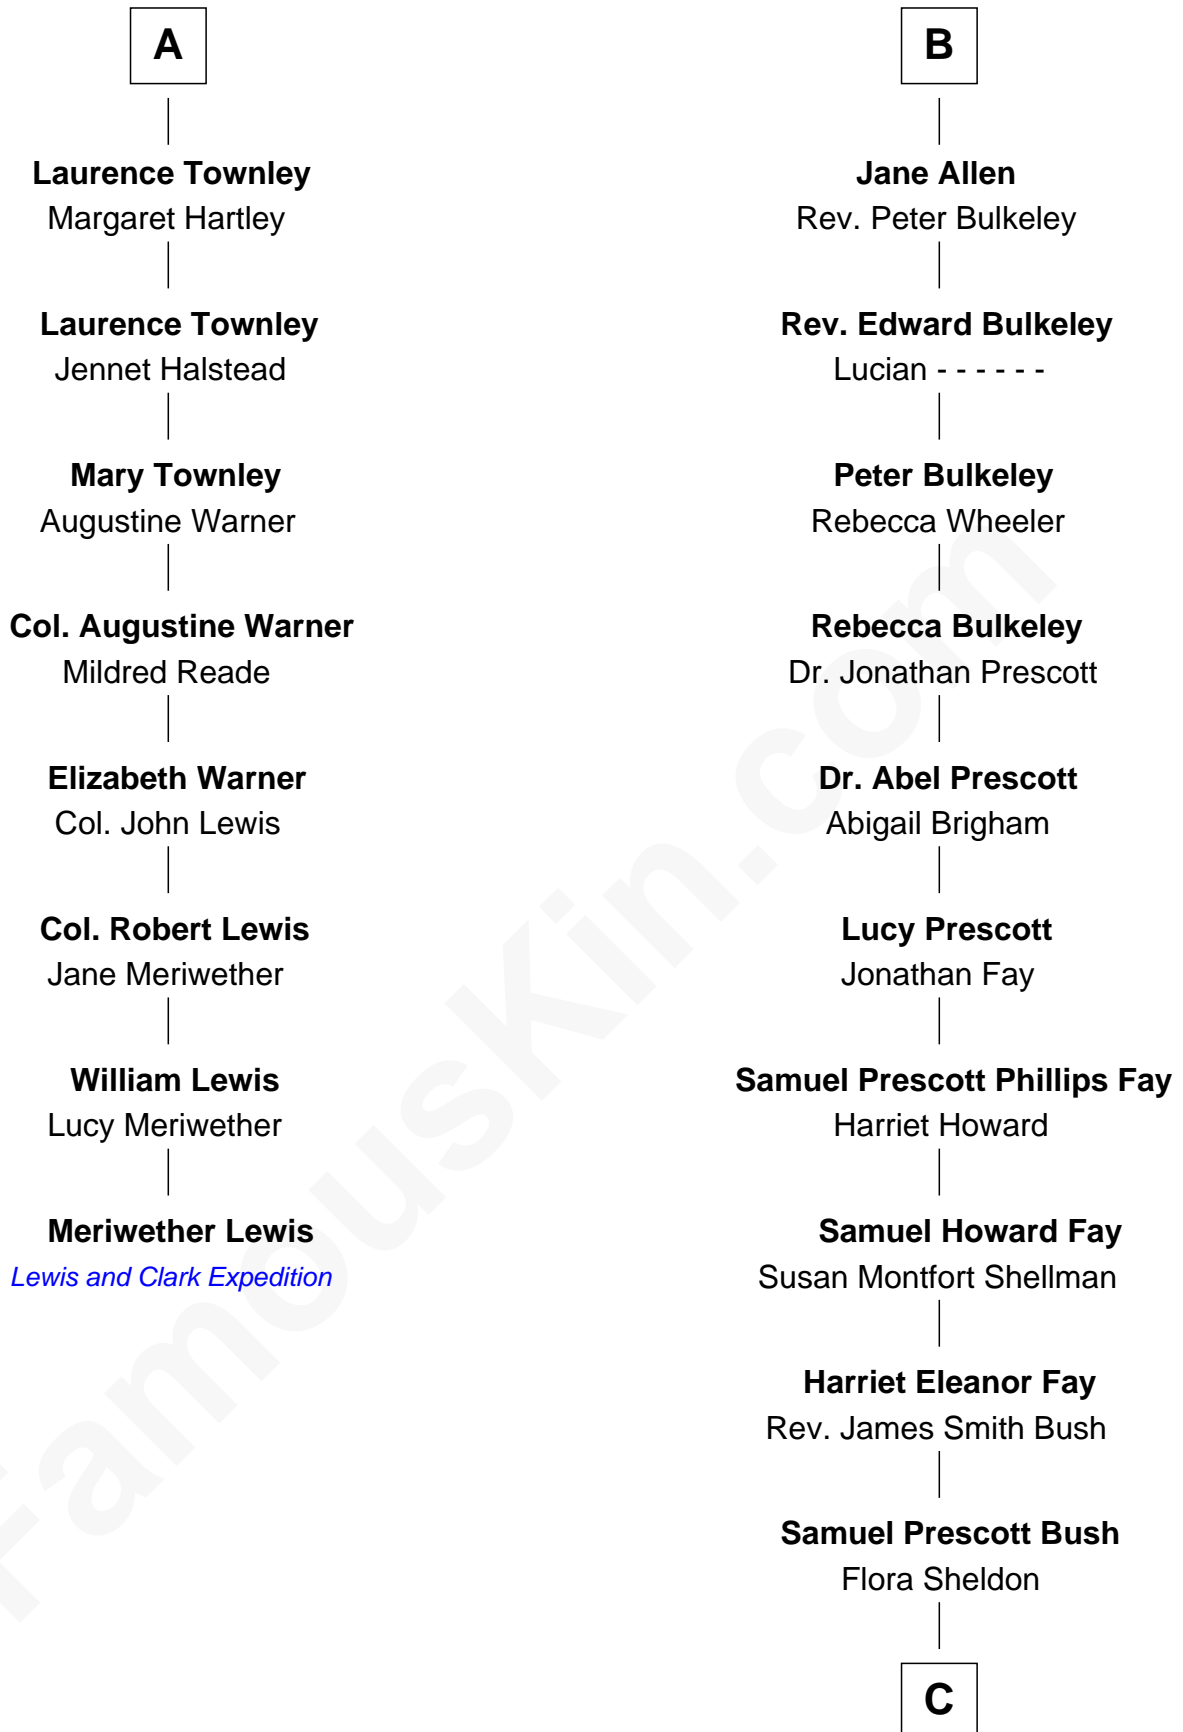 A
Laurence Townley
Margaret Hartley
Laurence Townley
Jennet Halstead
Mary Townley
Augustine Warner
Col. Augustine Warner
Mildred Reade
Elizabeth Warner
Col. John Lewis
Col. Robert Lewis
Jane Meriwether
William Lewis
Lucy Meriwether
Meriwether Lewis
Lewis and Clark Expedition
B
Jane Allen
Rev. Peter Bulkeley
Rev. Edward Bulkeley
Lucian - - - - - -
Peter Bulkeley
Rebecca Wheeler
Rebecca Bulkeley
Dr. Jonathan Prescott
Dr. Abel Prescott
Abigail Brigham
Lucy Prescott
Jonathan Fay
Samuel Prescott Phillips Fay
Harriet Howard
Samuel Howard Fay
Susan Montfort Shellman
Harriet Eleanor Fay
Rev. James Smith Bush
Samuel Prescott Bush
Flora Sheldon
C
FamousKin.com